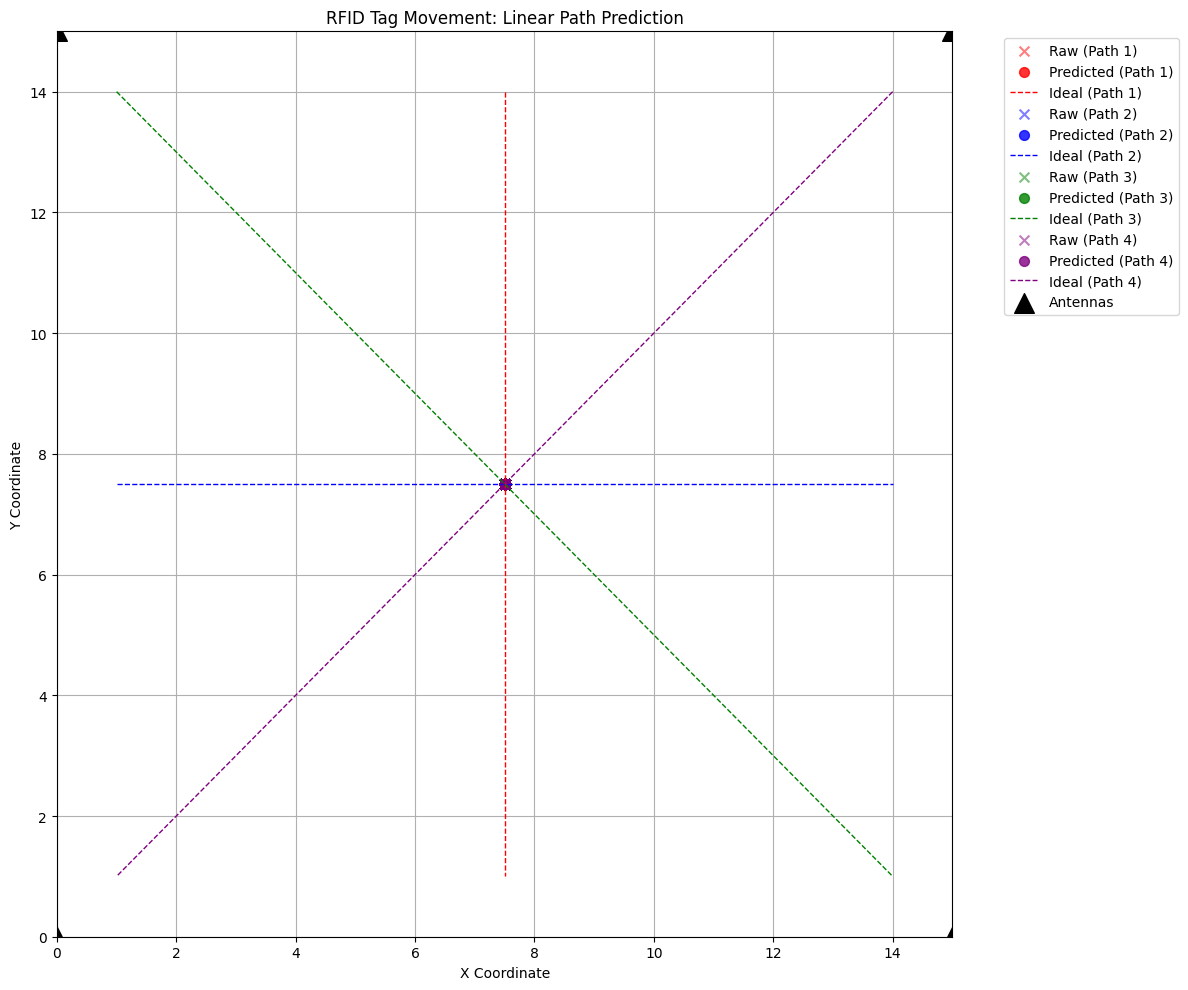 RFID Tag Movement: Linear Path Prediction
Raw (Path 1)
Predicted (Path 1)
Ideal (Path 1)
Raw (Path 2)
Predicted (Path 2)
Ideal (Path 2)
Raw (Path 3)
Predicted (Path 3)
Ideal (Path 3)
Raw (Path 4)
Predicted (Path 4)
Ideal (Path 4)
Antennas
Y Coordinate
14
12
10
8
6
4
2
0
0 2 4 6 8 10 12 14
X Coordinate